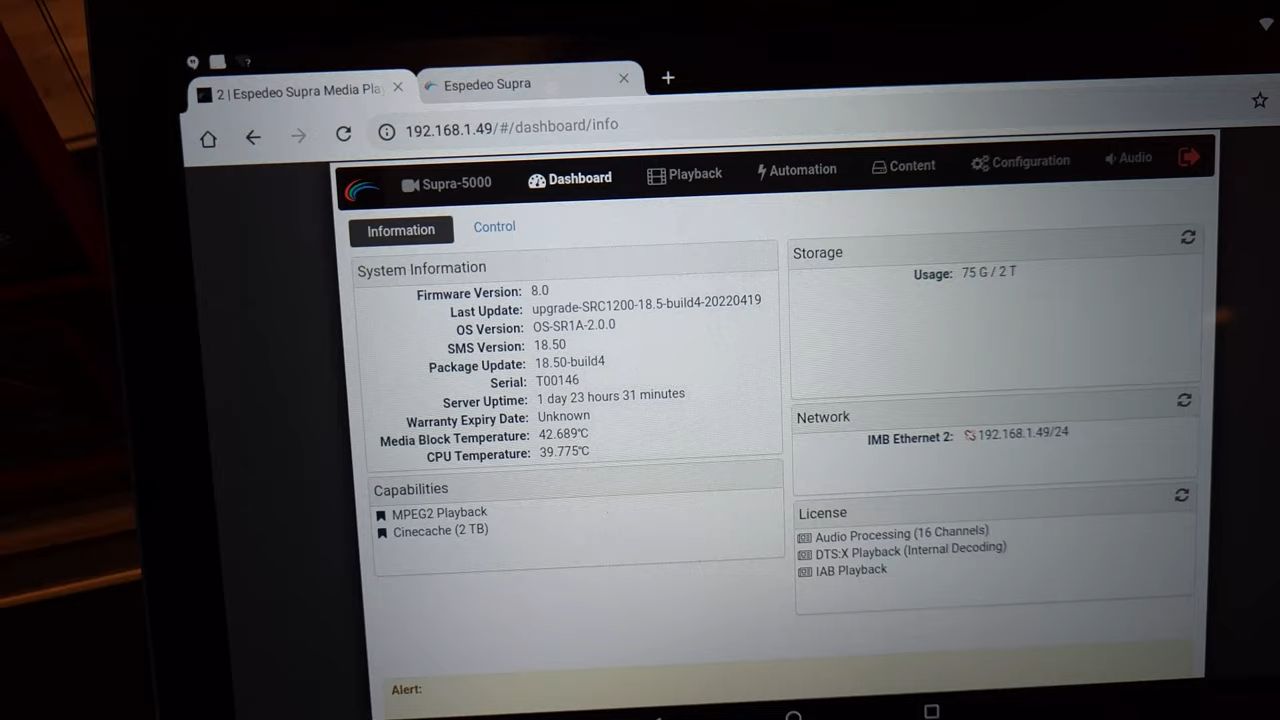 2 | Espedeo Supra Media Pla
Espedeo Supra
192.168.1.49/#/dashboard/info
Supra-5000 Dashboard Playback Automation Content Configuration Audio
Information Control
System Information
Firmware Version: 8.0
Last Update: upgrade-SRC1200-18.5-build4-20220419
OS Version: OS-SR1A-2.0.0
SMS Version: 18.50
Package Update: 18.50-build4
Serial: T00146
Server Uptime: 1 day 23 hours 31 minutes
Warranty Expiry Date: Unknown
Media Block Temperature: 42.689℃
CPU Temperature: 39.775℃
Capabilities
MPEG2 Playback
Cinecache (2 TB)
Storage
Usage: 75 G / 2 T
Network
IMB Ethernet 2: 192.168.1.49/24
License
Audio Processing (16 Channels)
DTS:X Playback (Internal Decoding)
IAB Playback
Alert: